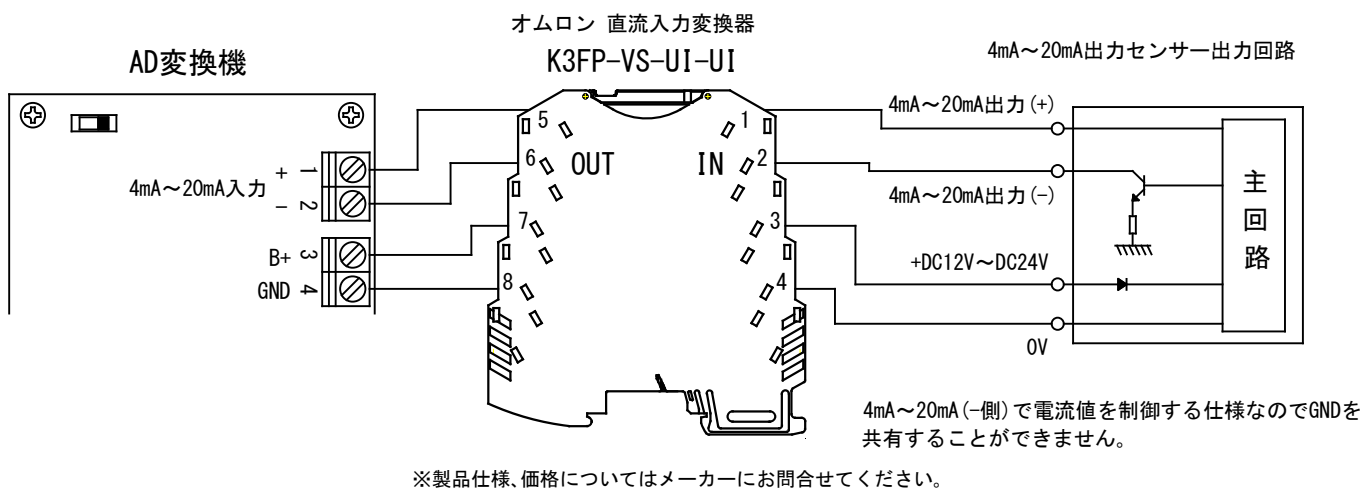 オムロン 直流入力変換器
K3FP-VS-UI-UI
AD変換機
4mA～20mA出力センサー出力回路
4mA～20mA入力
+
1
-
2
B+
3
GND
4
5
6
OUT
7
8
IN
1
2
3
4
4mA～20mA出力(+)
4mA～20mA出力(-)
+DC12V～DC24V
0V
主回路
4mA～20mA(-側)で電流値を制御する仕様なのでGNDを
共有することができません。
※製品仕様、価格についてはメーカーにお問合せてください。